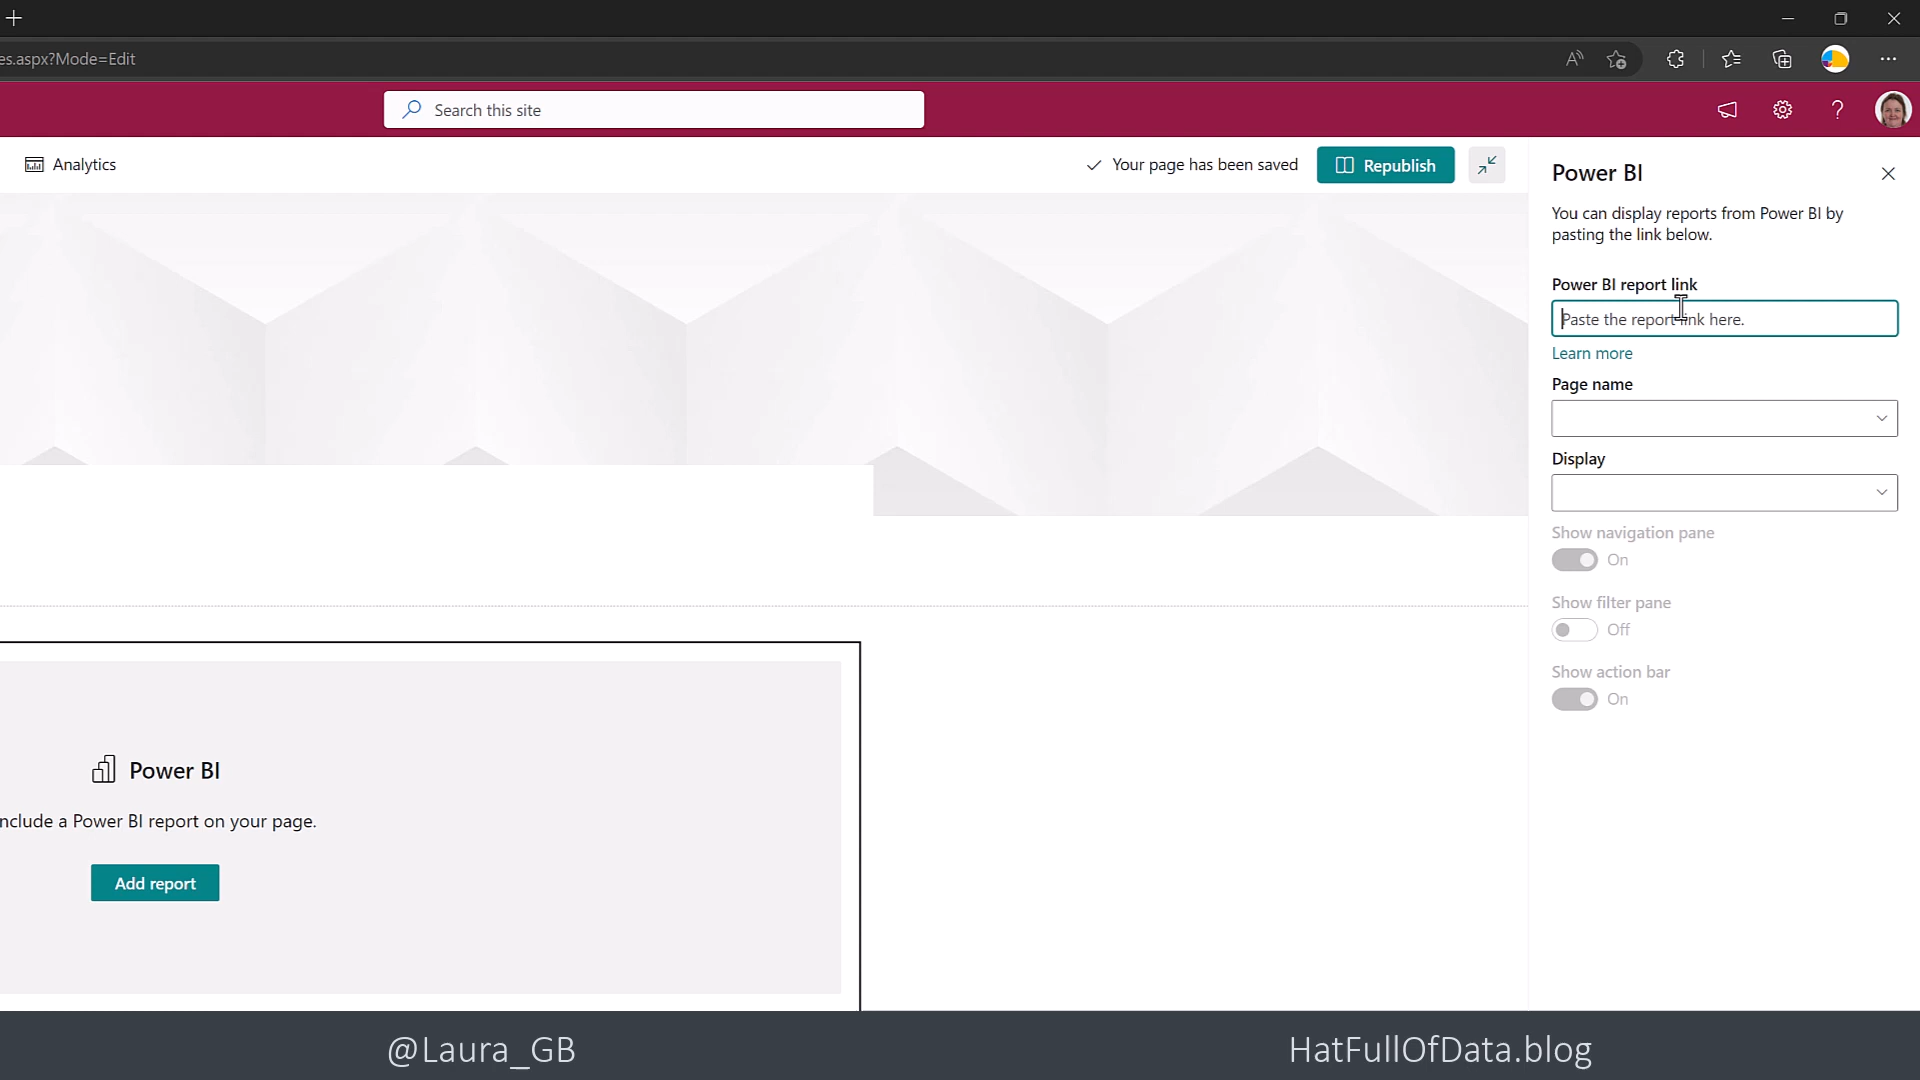 es.aspx?Mode=Edit
Search this site
Analytics
Your page has been saved
Republish
Power BI
You can display reports from Power BI by
pasting the link below.
Power BI report link
Paste the report link here.
Learn more
Page name
Display
Show navigation pane
On
Show filter pane
Off
Show action bar
On
Power BI
nclude a Power BI report on your page.
Add report
@Laura_GB
HatFullOfData.blog